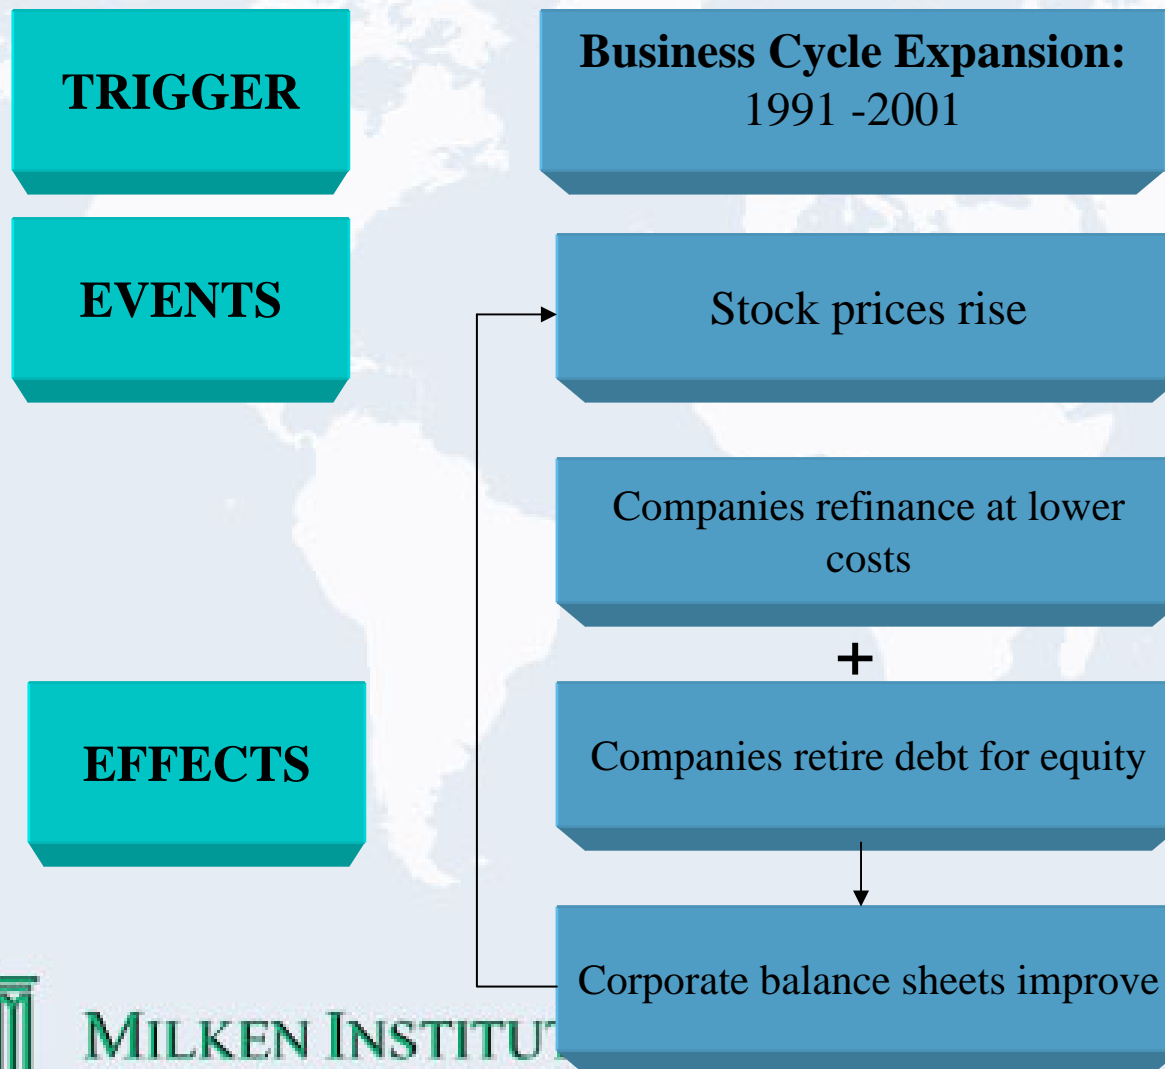 TRIGGER
Business Cycle Expansion:
1991 -2001
EVENTS
Stock prices rise
Companies refinance at lower
costs
+
EFFECTS
Companies retire debt for equity
Corporate balance sheets improve
MILKEN INSTITUT